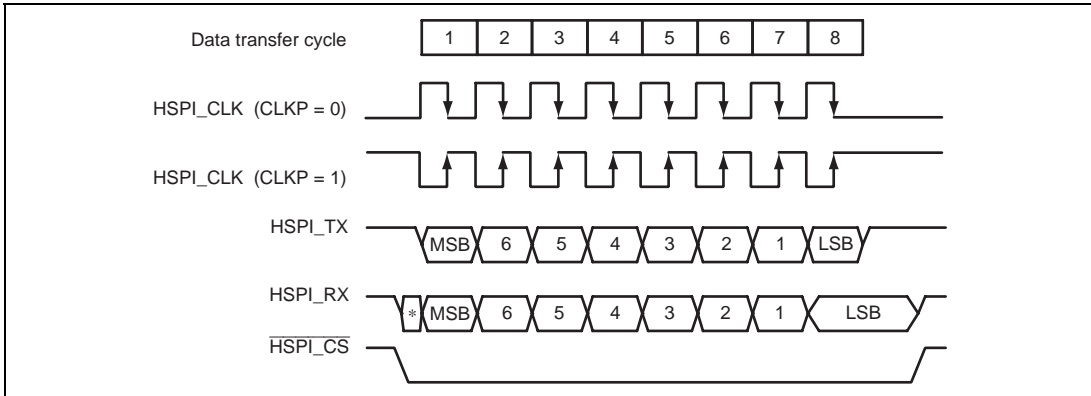 Data transfer cycle 1 2 3 4 5 6 7 8
HSPI_CLK (CLKP = 0)
HSPI_CLK (CLKP = 1)
HSPI_TX MSB 6 5 4 3 2 1 LSB
HSPI_RX * MSB 6 5 4 3 2 1 LSB
HSPI_CS